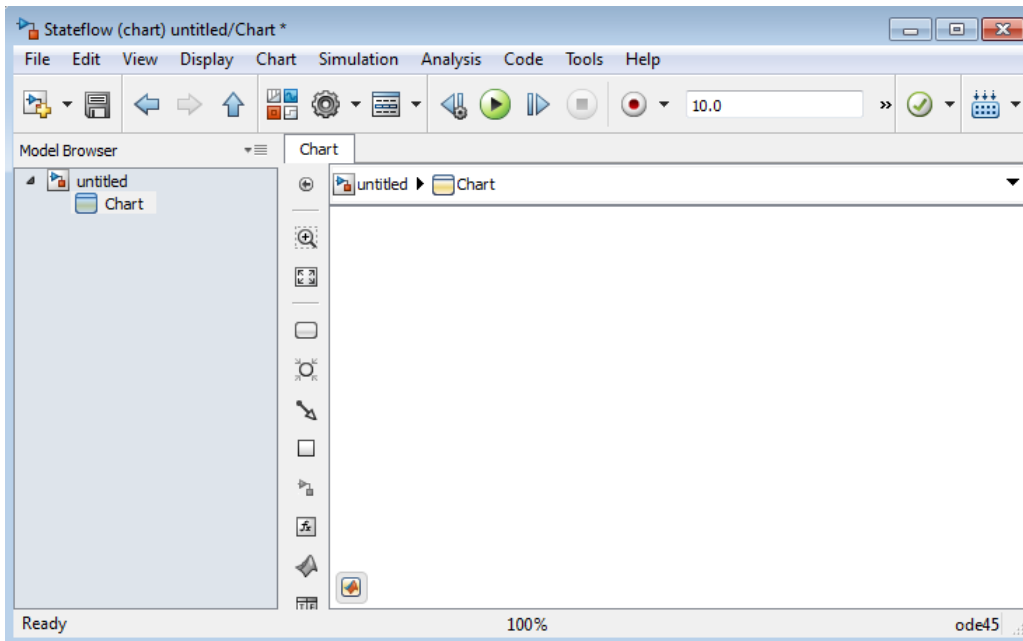 Stateflow (chart) untitled/Chart *
File Edit View Display Chart Simulation Analysis Code Tools Help
10.0 »
Model Browser
Chart
untitled
Chart
untitled Chart
fx
Ready 100% ode45